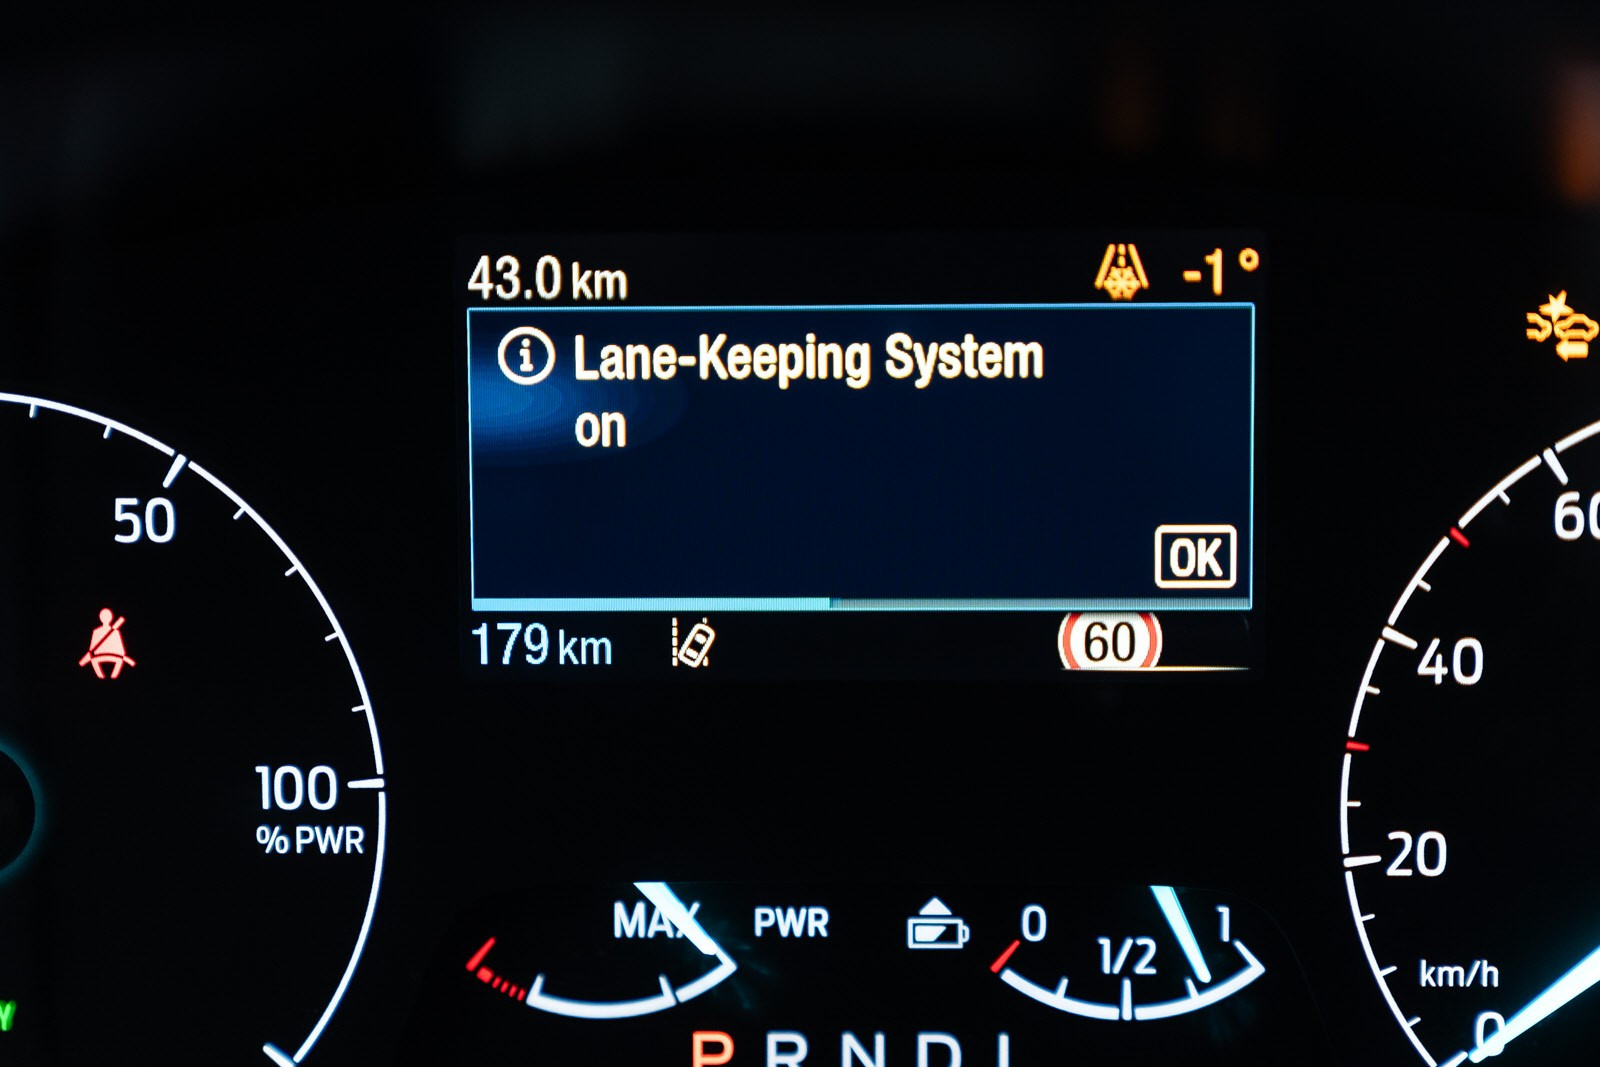 43.0 km
-1°
Lane-Keeping System
on
OK
179 km
60
50
100
% PWR
60
40
20
km/h
0
MAX
PWR
0
1/2
1
P R N D L
Y